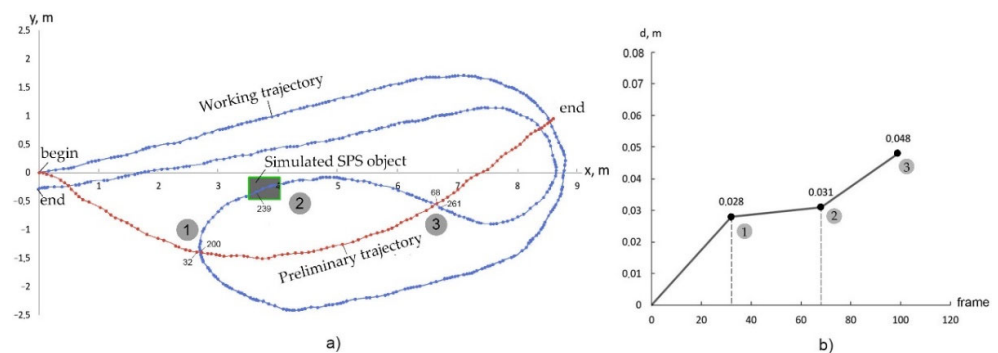 y, m
2.5
2
1.5
1
0.5
0
-0.5
-1
-1.5
-2
-2.5
1 2 3 4 5 6 7 8 9
x, m
Working trajectory
begin
end
Simulated SPS object
end
239
2
1
200
32
68
261
3
Preliminary trajectory
a)
d, m
0.08
0.07
0.06
0.05
0.04
0.03
0.02
0.01
0
0 20 40 60 80 100 120
frame
0.028
1
0.031
2
0.048
3
b)